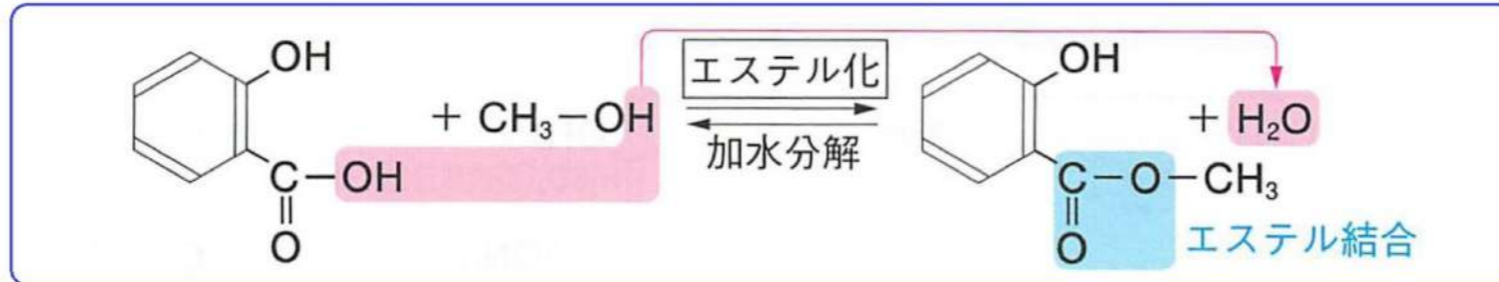 OH
+ CH₃−OH
C−OH
O
エステル化
加水分解
OH
+ H₂O
C−O−CH₃
O
エステル結合